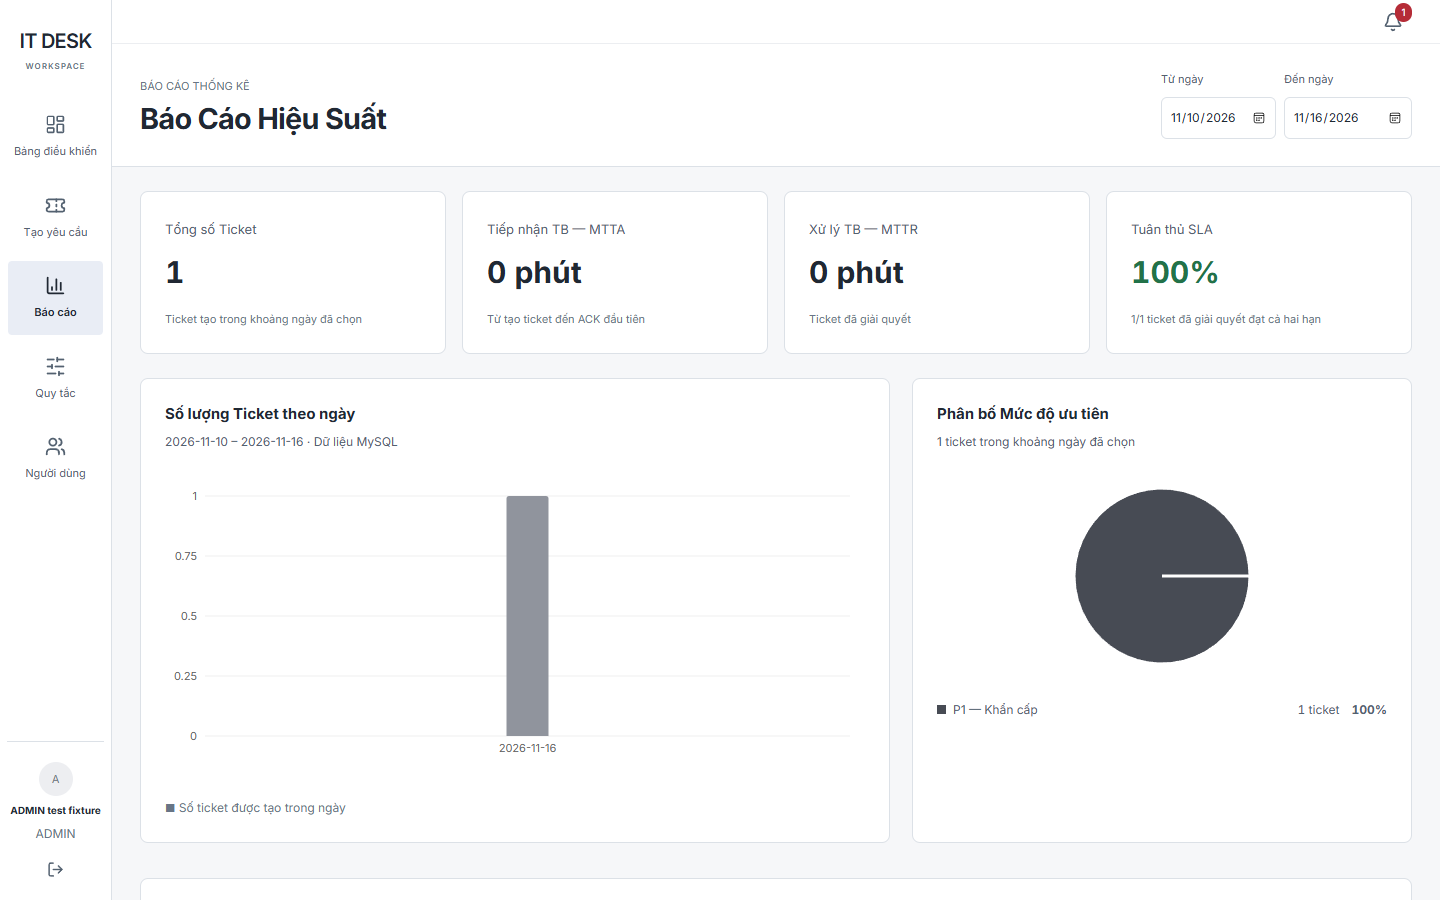 IT DESK
WORKSPACE
Bảng điều khiển
Tạo yêu cầu
Báo cáo
Quy tắc
Người dùng
A
ADMIN test fixture
ADMIN
1
BÁO CÁO THỐNG KÊ
Báo Cáo Hiệu Suất
Từ ngày
Đến ngày
11/10/2026
11/16/2026
Tổng số Ticket
1
Ticket tạo trong khoảng ngày đã chọn
Tiếp nhận TB — MTTA
0 phút
Từ tạo ticket đến ACK đầu tiên
Xử lý TB — MTTR
0 phút
Ticket đã giải quyết
Tuân thủ SLA
100%
1/1 ticket đã giải quyết đạt cả hai hạn
Số lượng Ticket theo ngày
2026-11-10 – 2026-11-16 · Dữ liệu MySQL
1
0.75
0.5
0.25
0
2026-11-16
Số ticket được tạo trong ngày
Phân bố Mức độ ưu tiên
1 ticket trong khoảng ngày đã chọn
P1 — Khẩn cấp
1 ticket 100%